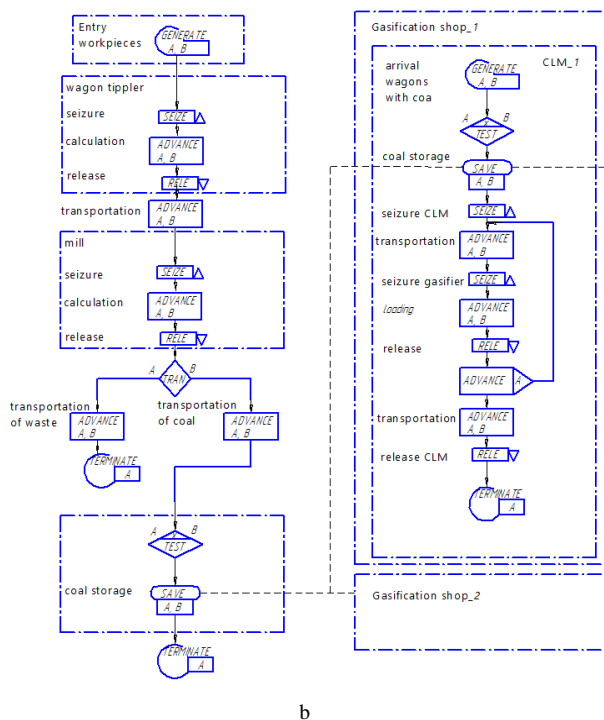 Entry
workpieces
GENERATE
A, B
wagon tippler
seizure
SEIZE
calculation
ADVANCE
A, B
release
RELE
transportation
ADVANCE
A, B
mill
seizure
SEIZE
calculation
ADVANCE
A, B
release
RELE
A
B
TRAN
transportation
of waste
ADVANCE
A, B
TERMINATE
A
transportation
of coal
ADVANCE
A, B
A
B
X
TEST
coal storage
SAVE
A, B
TERMINATE
A
Gasification shop_1
CLM_1
arrival
wagons
with coa
GENERATE
A, B
A
B
X
TEST
coal storage
SAVE
A, B
seizure CLM
SEIZE
transportation
ADVANCE
A, B
seizure gasifier
SEIZE
loading
ADVANCE
A, B
release
RELE
ADVANCE
A
transportation
ADVANCE
A, B
release CLM
RELE
TERMINATE
A
Gasification shop_2
b